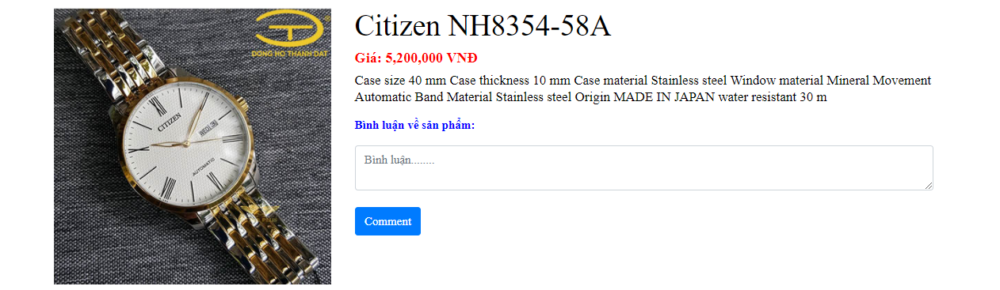 Citizen NH8354-58A
Giá: 5,200,000 VNĐ
Case size 40 mm Case thickness 10 mm Case material Stainless steel Window material Mineral Movement
Automatic Band Material Stainless steel Origin MADE IN JAPAN water resistant 30 m
Bình luận về sản phẩm:
Bình luận........
Comment
®
DONG HO THANH DAT
CITIZEN
WED 3
AUTOMATIC